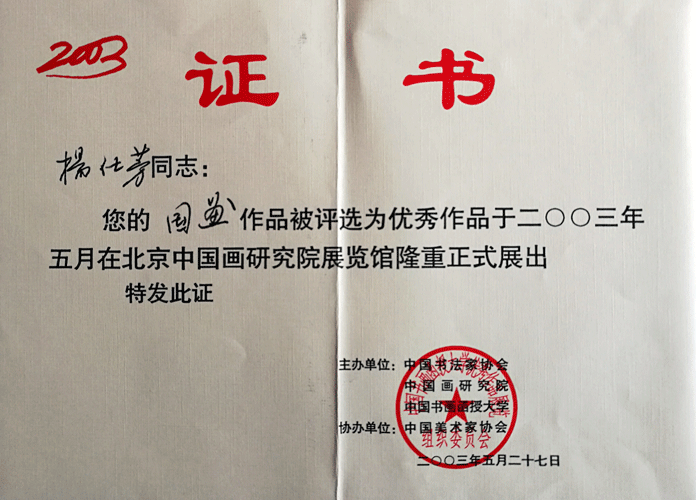 2003
证 书
楊仕芳同志：
您的国画作品被评选为优秀作品于二〇〇三年
五月在北京中国画研究院展览馆隆重正式展出
特发此证
主办单位：中国书法家协会
中国画研究院
中国书画函授大学
协办单位：中国美术家协会
组织委员会
二〇〇三年五月二十七日